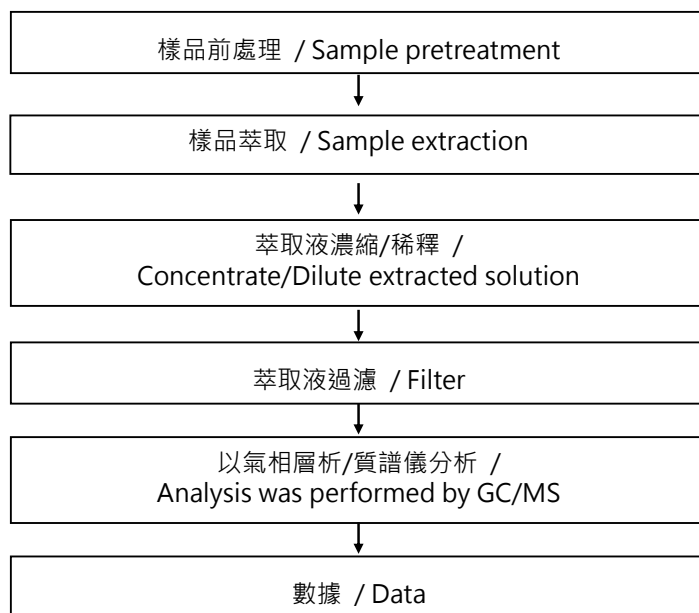 樣品前處理 / Sample pretreatment
樣品萃取 / Sample extraction
萃取液濃縮/稀釋 /
Concentrate/Dilute extracted solution
萃取液過濾 / Filter
以氣相層析/質譜儀分析 /
Analysis was performed by GC/MS
數據 / Data